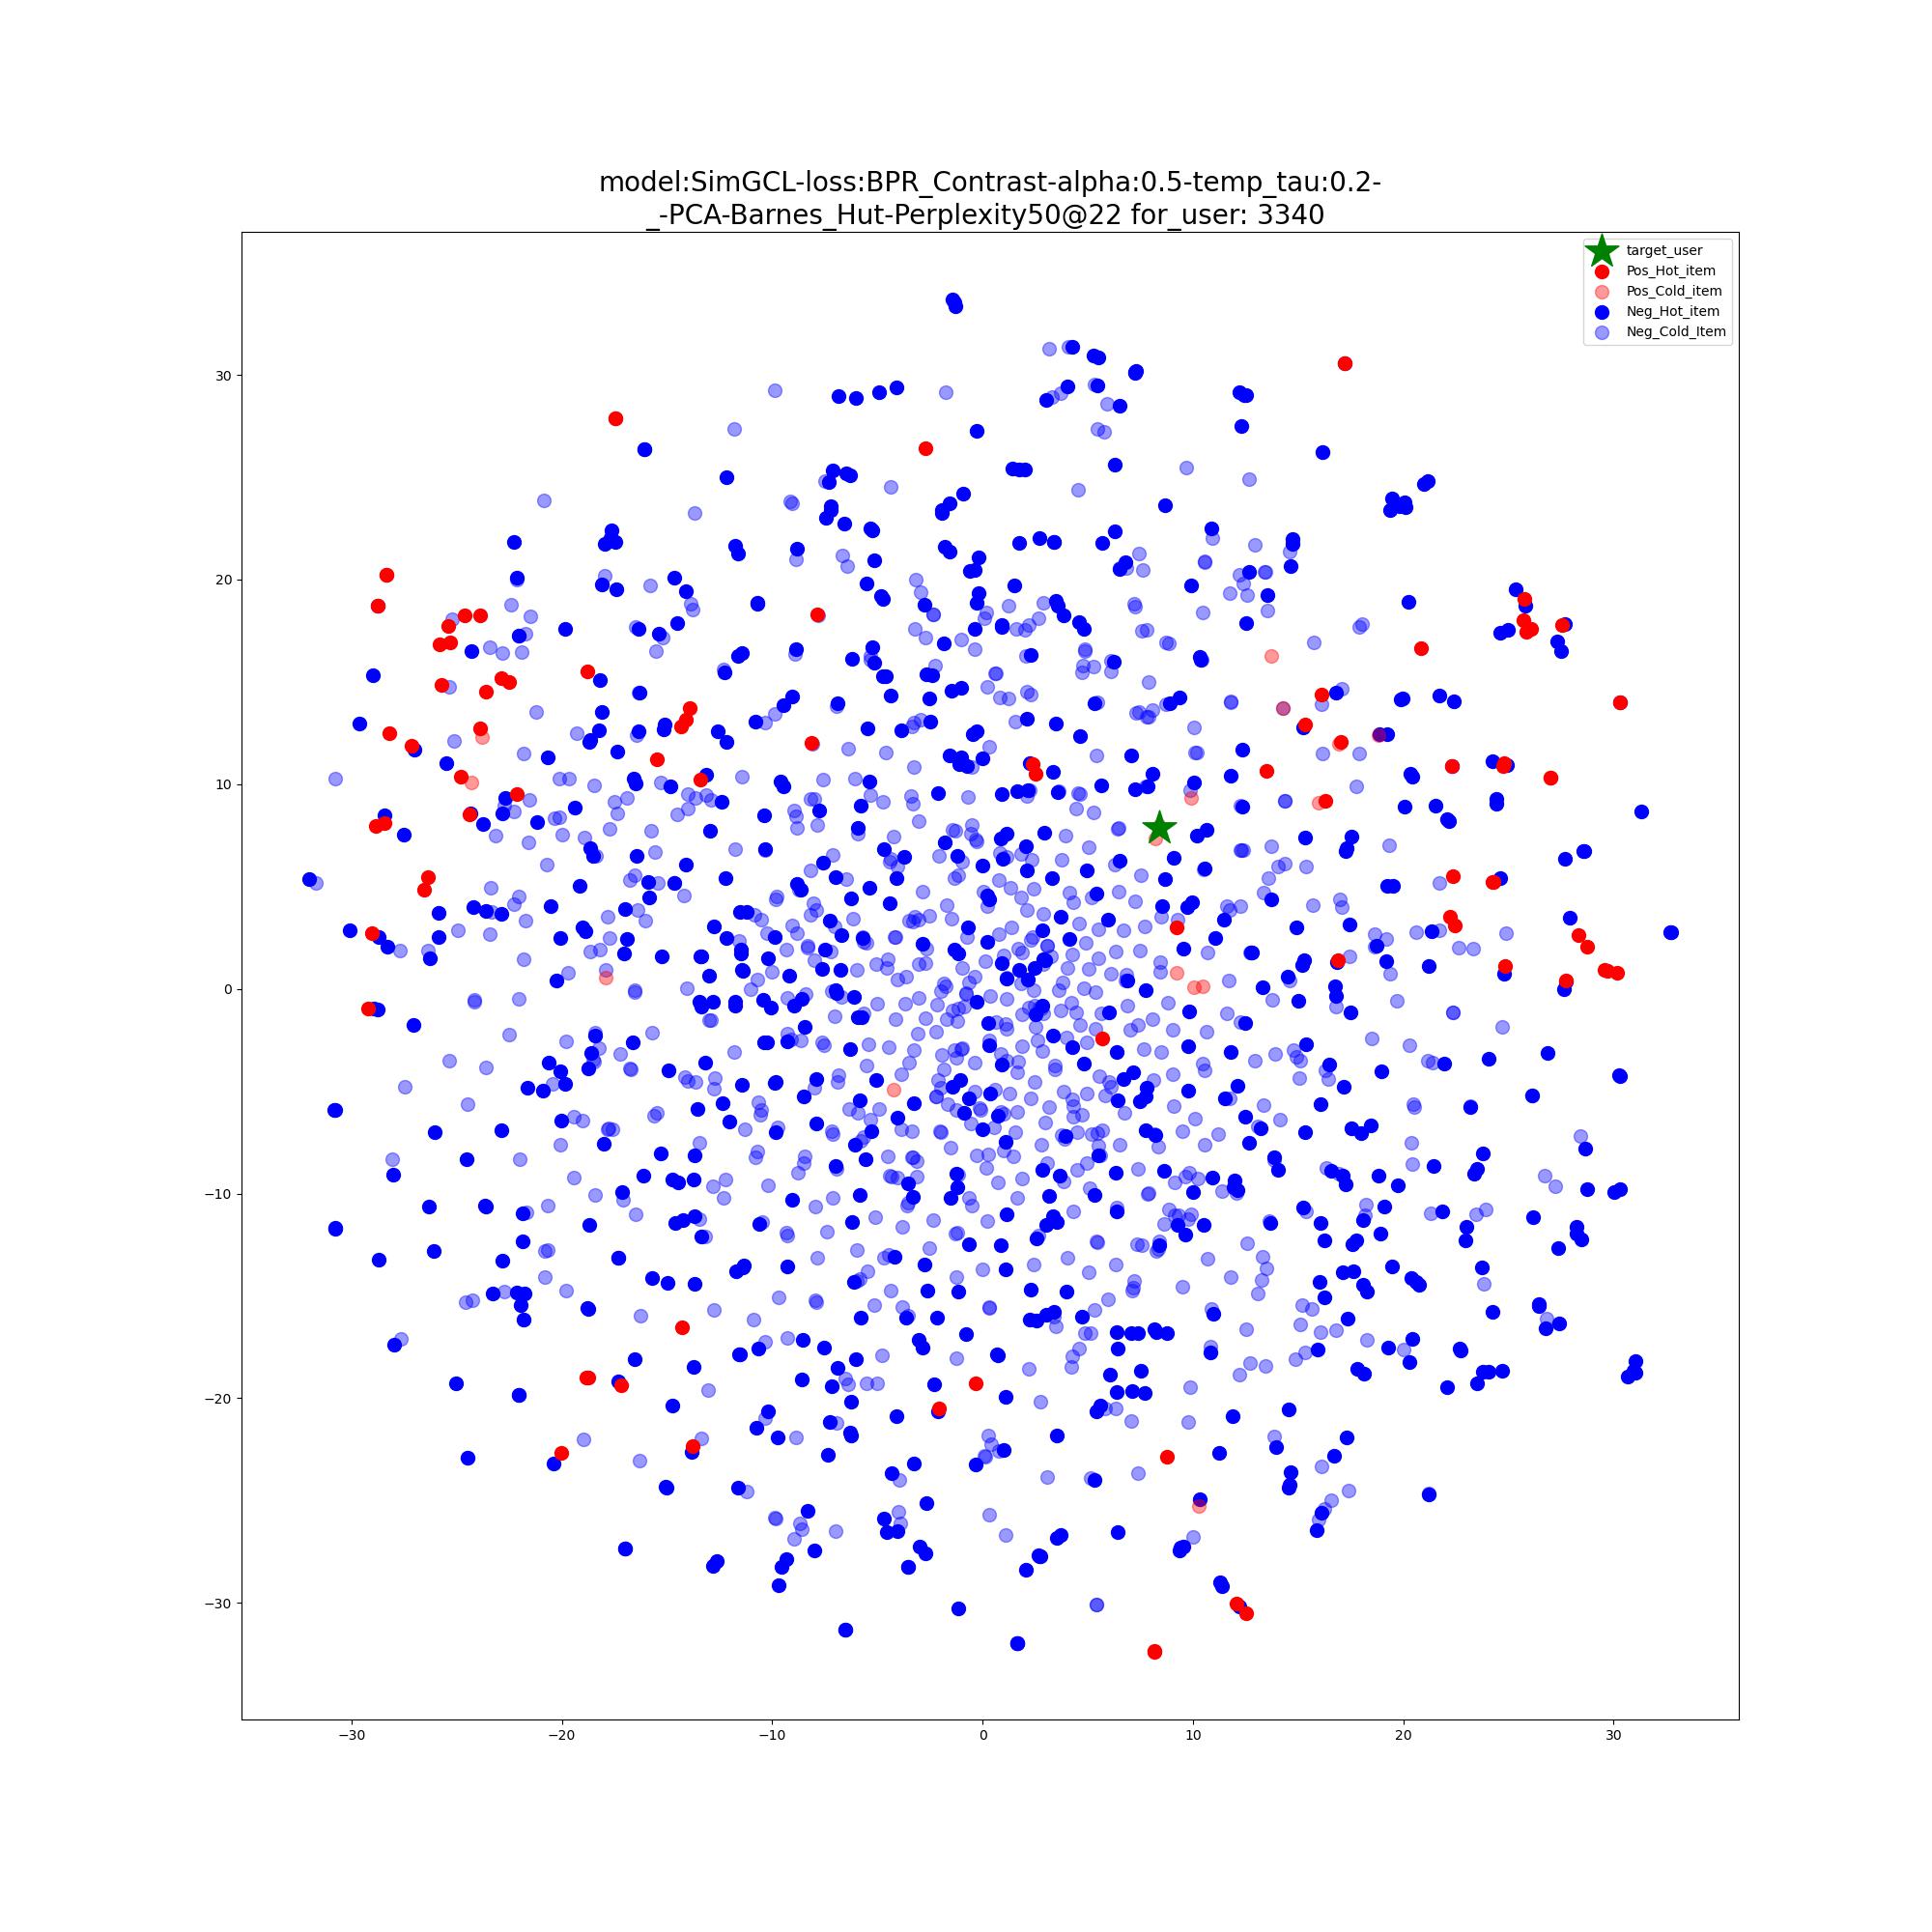 model:SimGCL-loss:BPR_Contrast-alpha:0.5-temp_tau:0.2-
_-PCA-Barnes_Hut-Perplexity50@22 for_user: 3340
target_user
Pos_Hot_item
Pos_Cold_item
Neg_Hot_item
Neg_Cold_Item
30
20
10
0
−10
−20
−30
−30 −20 −10 0 10 20 30